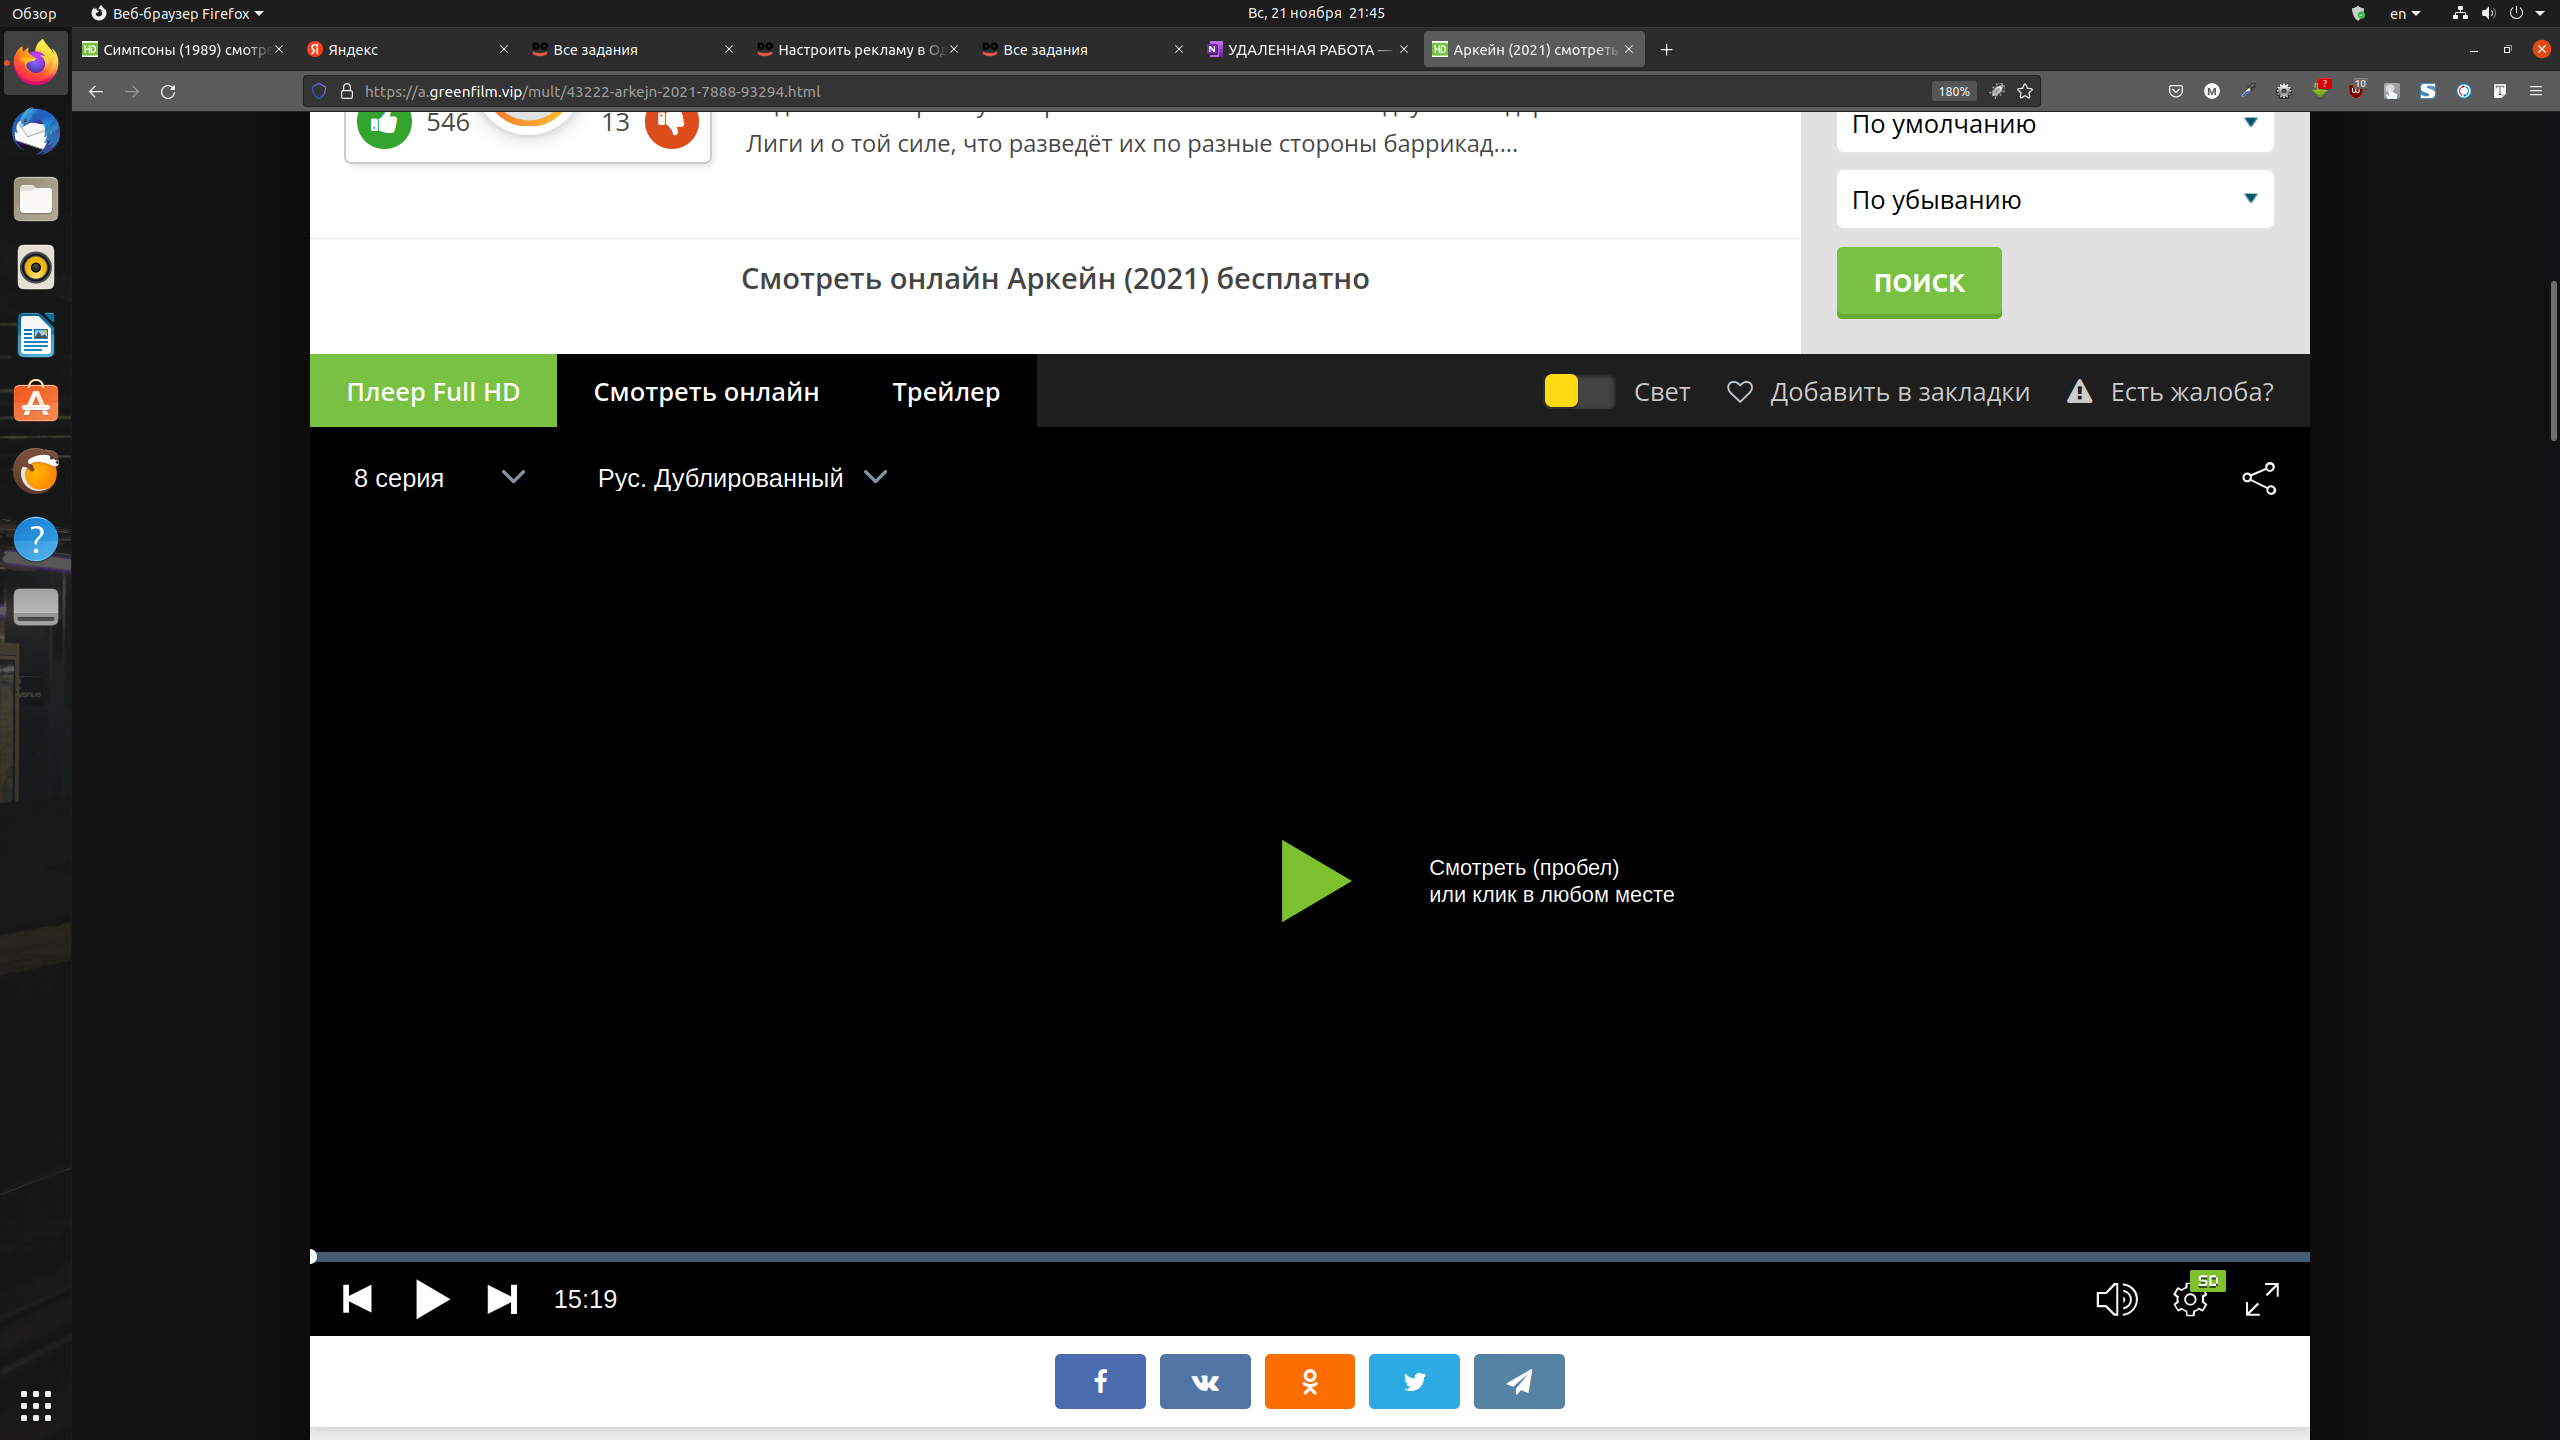 Обзор
Веб-браузер Firefox
Вс, 21 ноября 21:45
en
Симпсоны (1989) смотре
Яндекс
Все задания
Настроить рекламу в Од
Все задания
УДАЛЕННАЯ РАБОТА —
Аркейн (2021) смотреть
https://a.greenfilm.vip/mult/43222-arkejn-2021-7888-93294.html
180%
10
546
13
Лиги и о той силе, что разведёт их по разные стороны баррикад....
По умолчанию
По убыванию
ПОИСК
Смотреть онлайн Аркейн (2021) бесплатно
Плеер Full HD
Смотреть онлайн
Трейлер
Свет
Добавить в закладки
Есть жалоба?
8 серия
Рус. Дублированный
Смотреть (пробел)
или клик в любом месте
15:19
SD